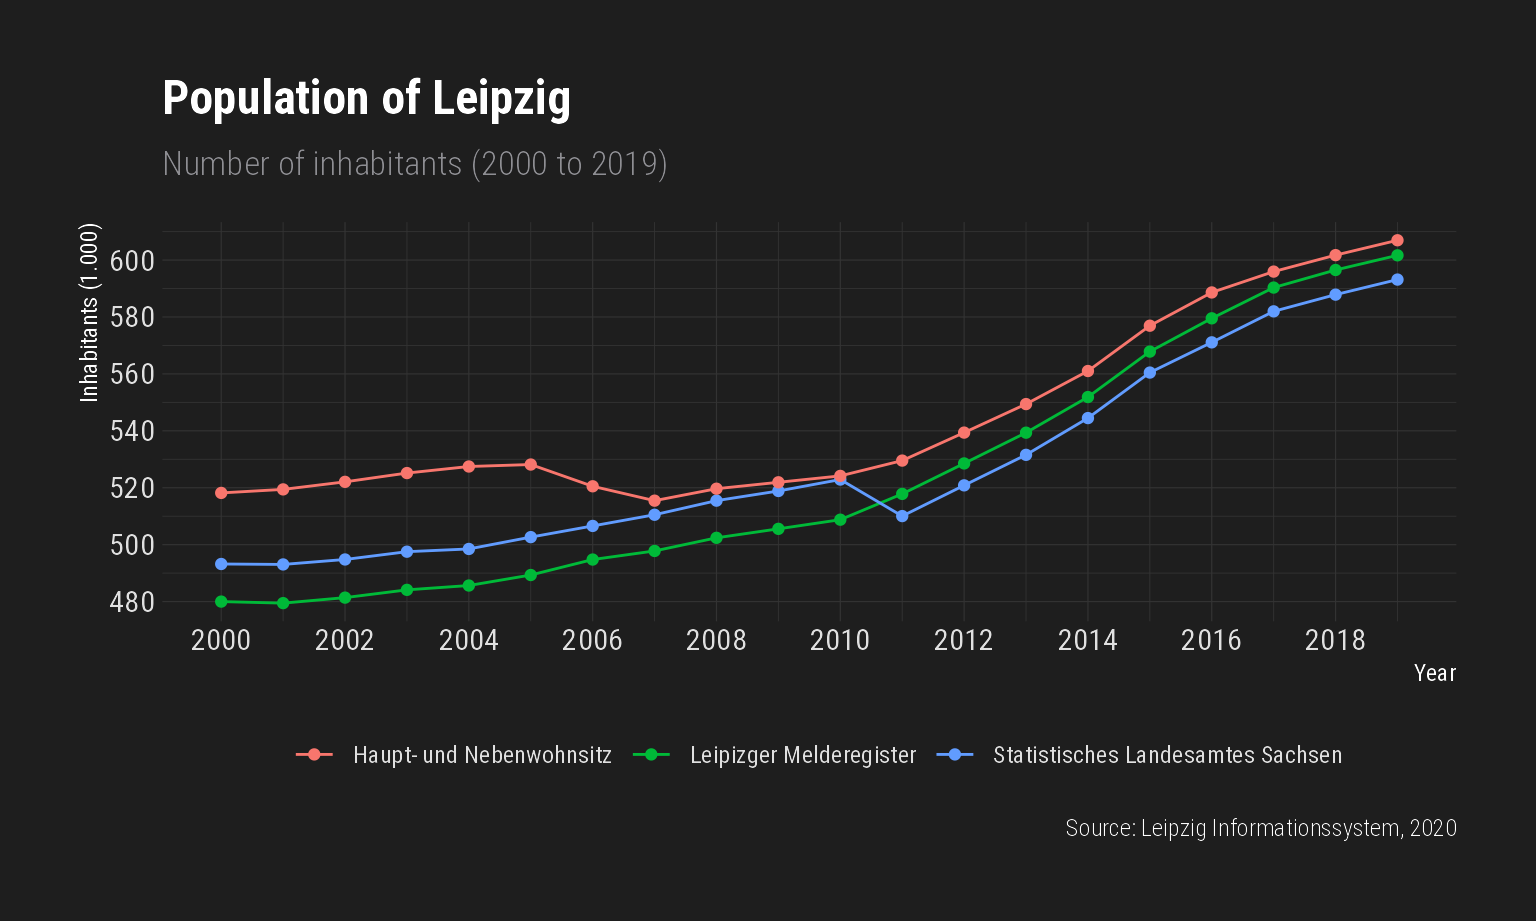 Population of Leipzig
Number of inhabitants (2000 to 2019)
Inhabitants (1.000)
600
580
560
540
520
500
480
2000 2002 2004 2006 2008 2010 2012 2014 2016 2018
Year
Haupt- und Nebenwohnsitz Leipizger Melderegister Statistisches Landesamtes Sachsen
Source: Leipzig Informationssystem, 2020